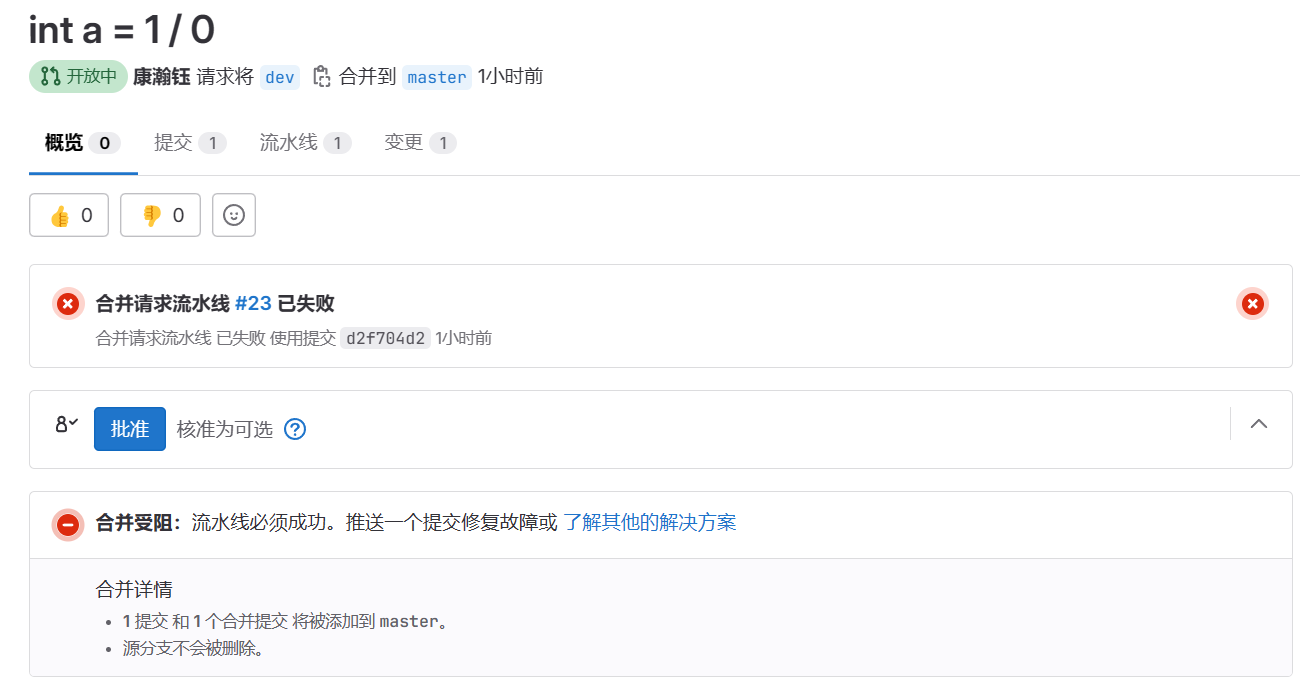 int a = 1 / 0
开放中 康瀚钰 请求将 dev 合并到 master 1小时前
概览 0 提交 1 流水线 1 变更 1
👍 0 👎 0
合并请求流水线 #23 已失败
合并请求流水线 已失败 使用提交 d2f704d2 1小时前
批准 核准为可选
合并受阻：流水线必须成功。推送一个提交修复故障或 了解其他的解决方案
合并详情
• 1 提交 和 1 个合并提交 将被添加到 master。
• 源分支不会被删除。